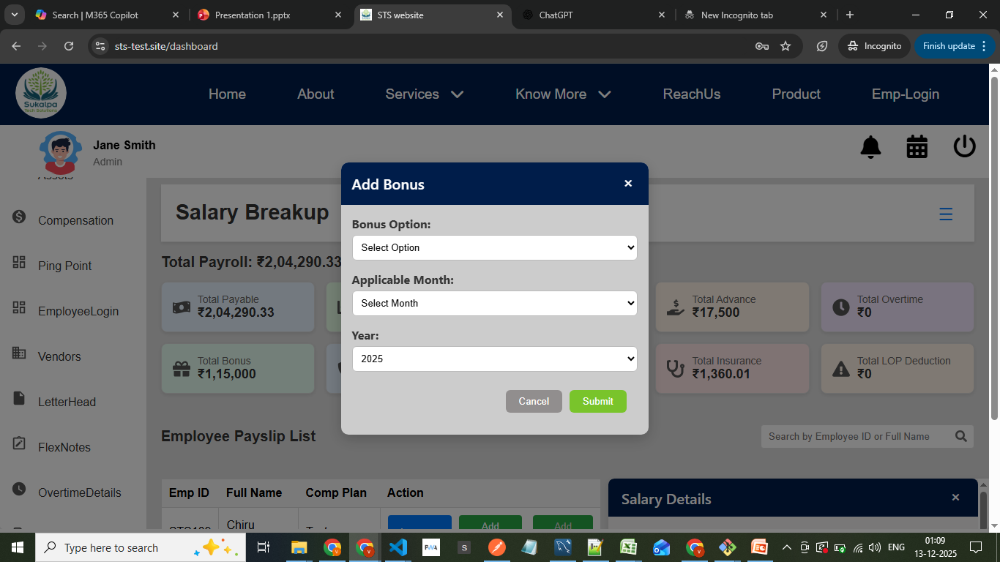 Search | M365 Copilot
Presentation 1.pptx
STS website
ChatGPT
New Incognito tab
sts-test.site/dashboard
Incognito
Finish update
Sukalpa
Tech Solutions
Home
About
Services
Know More
ReachUs
Product
Emp-Login
Jane Smith
Admin
Assets
Compensation
Ping Point
EmployeeLogin
Vendors
LetterHead
FlexNotes
OvertimeDetails
Salary Breakup
Total Payroll: ₹2,04,290.33
Total Payable
₹2,04,290.33
Total Advance
₹17,500
Total Overtime
₹0
Total Bonus
₹1,15,000
Total Insurance
₹1,360.01
Total LOP Deduction
₹0
Add Bonus
Bonus Option:
Select Option
Applicable Month:
Select Month
Year:
2025
Cancel
Submit
Employee Payslip List
Search by Employee ID or Full Name
Emp ID
Full Name
Comp Plan
Action
Chiru
Add
Add
Salary Details
Type here to search
PWA
S
ENG
01:09
13-12-2025